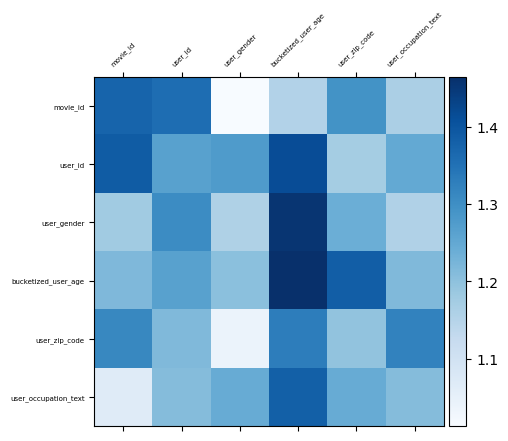 movie_id
user_id
user_gender
bucketized_user_age
user_zip_code
user_occupation_text
movie_id
user_id
user_gender
bucketized_user_age
user_zip_code
user_occupation_text
1.4
1.3
1.2
1.1